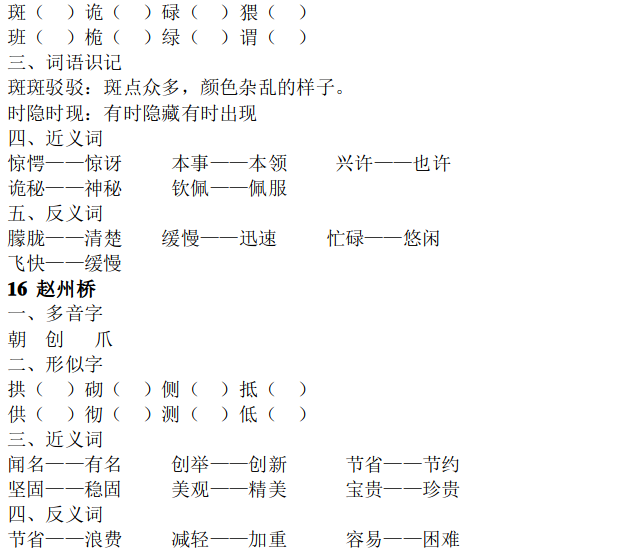 斑（　）诡（　）碌（　）猥（　）
班（　）桅（　）绿（　）谓（　）
三、词语识记
斑斑驳驳：斑点众多，颜色杂乱的样子。
时隐时现：有时隐藏有时出现
四、近义词
惊愕——惊讶　　本事——本领　　兴许——也许
诡秘——神秘　　钦佩——佩服
五、反义词
朦胧——清楚　　缓慢——迅速　　忙碌——悠闲
飞快——缓慢
16 赵州桥
一、多音字
朝　创　爪
二、形似字
拱（　）砌（　）侧（　）抵（　）
供（　）彻（　）测（　）低（　）
三、近义词
闻名——有名　　创举——创新　　节省——节约
坚固——稳固　　美观——精美　　宝贵——珍贵
四、反义词
节省——浪费　　减轻——加重　　容易——困难